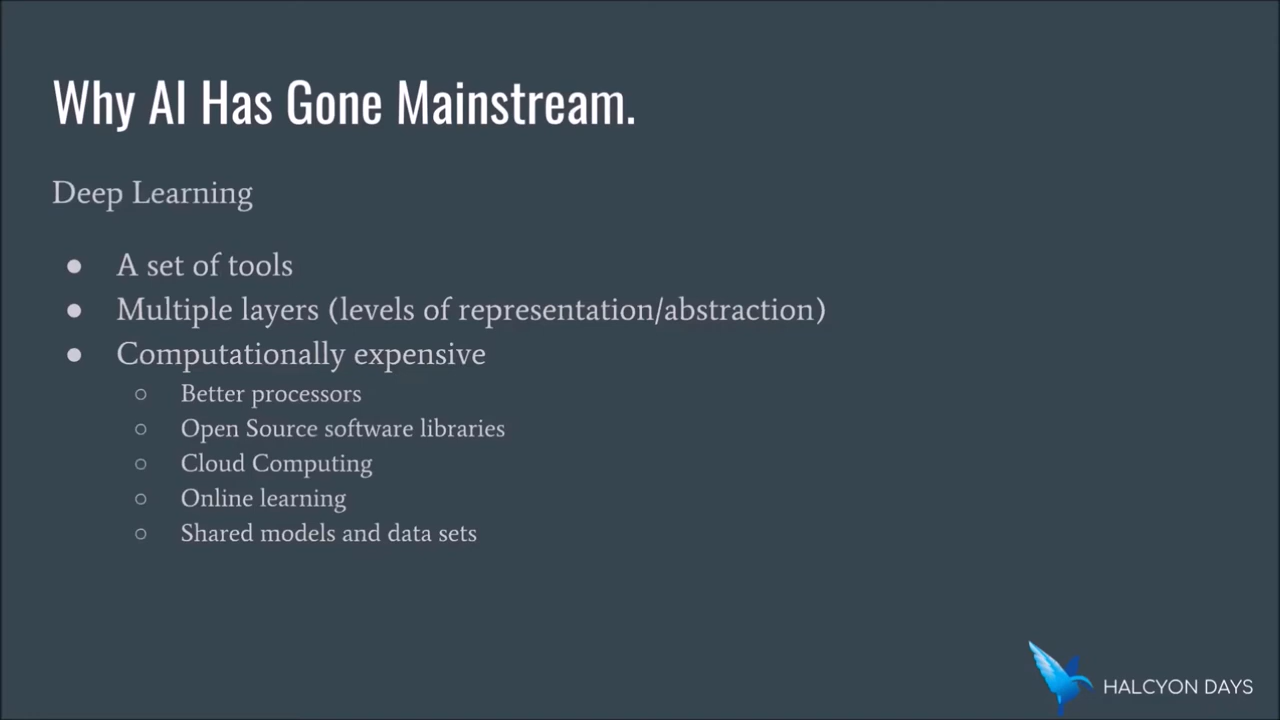 Why AI Has Gone Mainstream.
Deep Learning
● A set of tools
● Multiple layers (levels of representation/abstraction)
● Computationally expensive
○ Better processors
○ Open Source software libraries
○ Cloud Computing
○ Online learning
○ Shared models and data sets
HALCYON DAYS